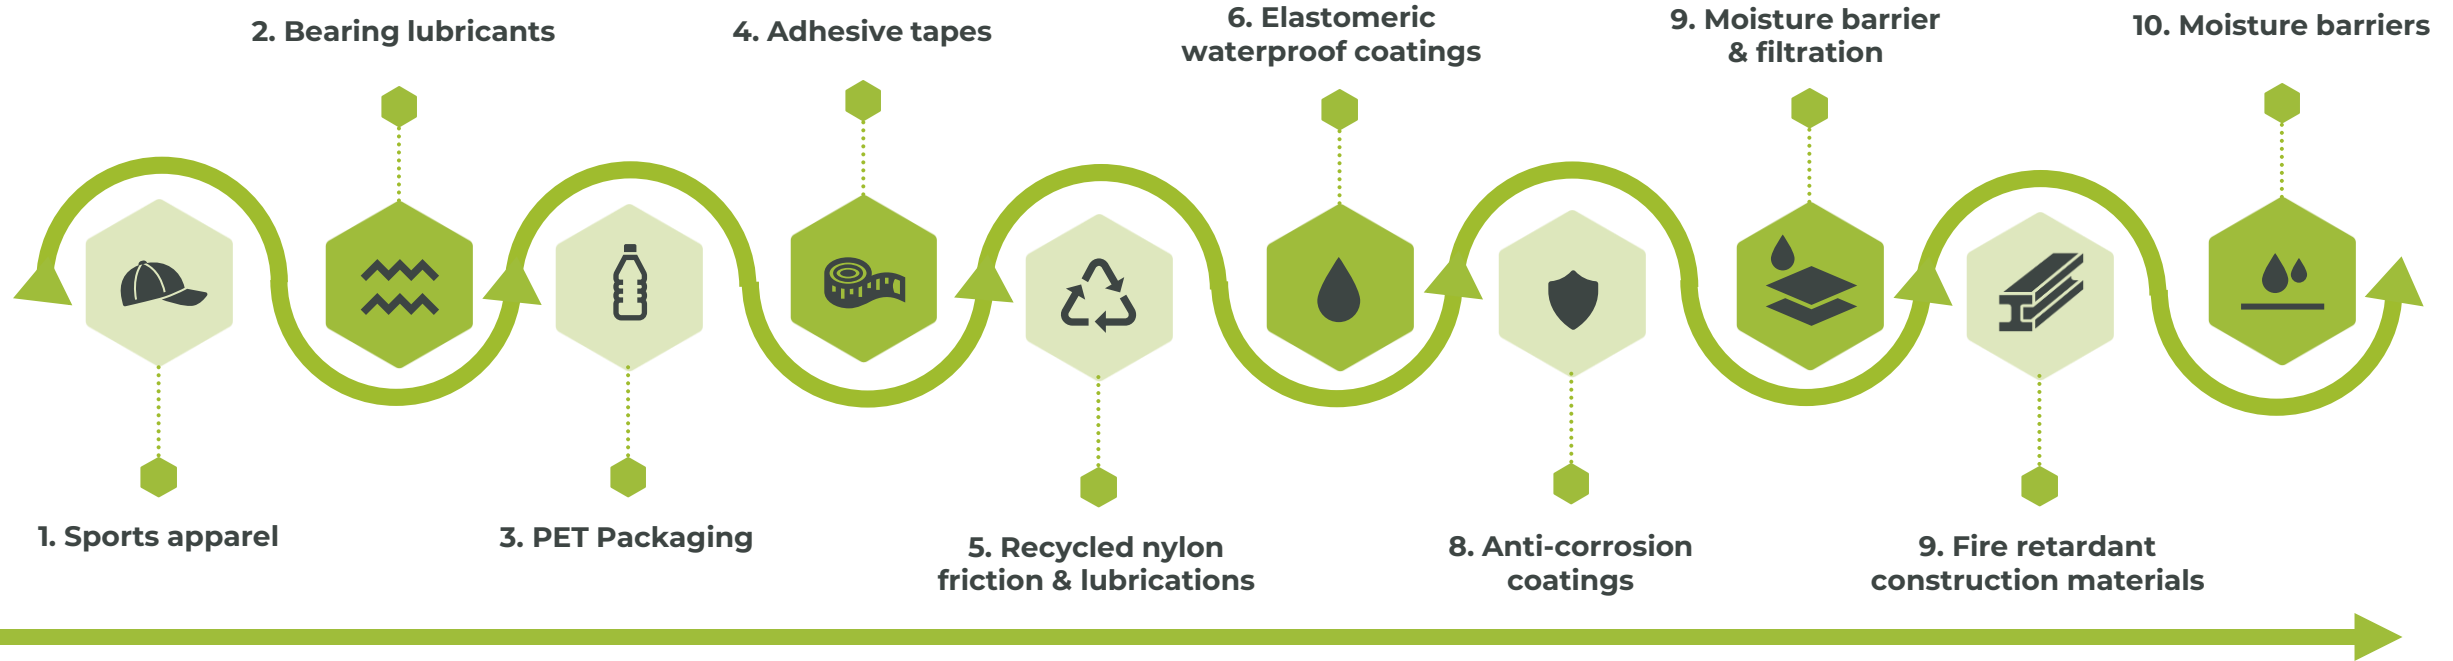 1. Sports apparel
2. Bearing lubricants
3. PET Packaging
4. Adhesive tapes
5. Recycled nylon
friction & lubrications
6. Elastomeric
waterproof coatings
8. Anti-corrosion
coatings
9. Moisture barrier
& filtration
9. Fire retardant
construction materials
10. Moisture barriers